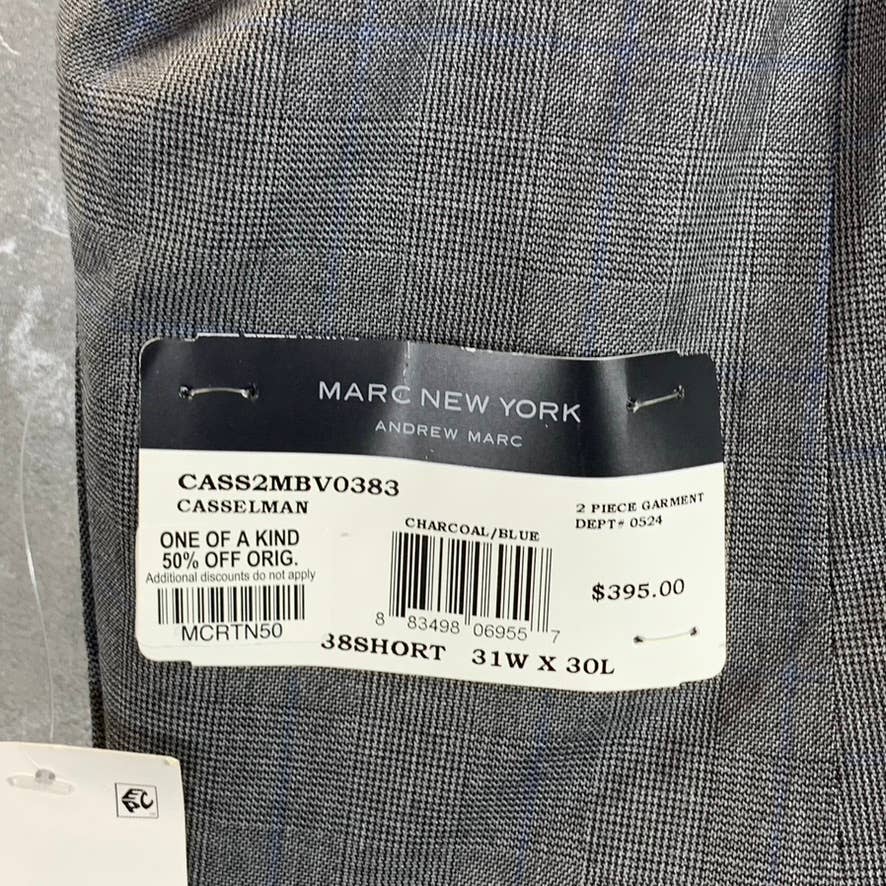 MARC NEW YORK
ANDREW MARC
CASS2MBV0383
CASSELMAN
2 PIECE GARMENT
DEPT# 0524
CHARCOAL/BLUE
$395.00
8 83498 06955 7
ONE OF A KIND
50% OFF ORIG.
Additional discounts do not apply
MCRTN50
38SHORT 31W X 30L
EPC